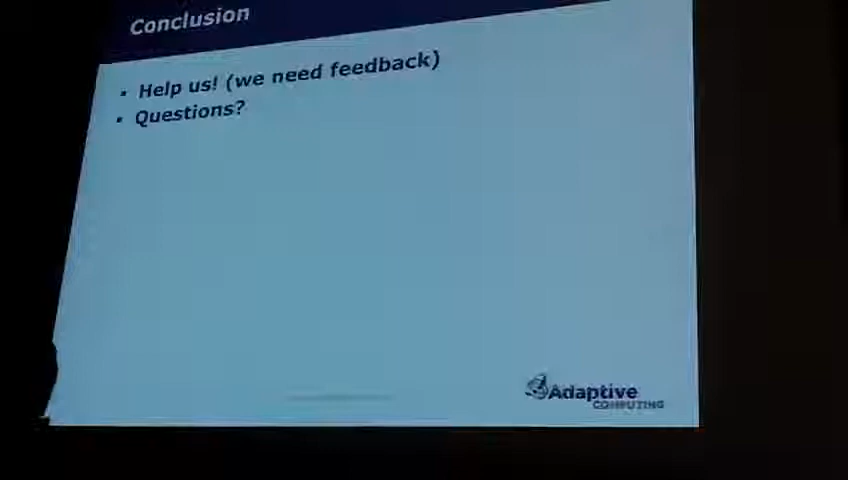 Conclusion
▪ Help us! (we need feedback)
▪ Questions?
Adaptive
COMPUTING